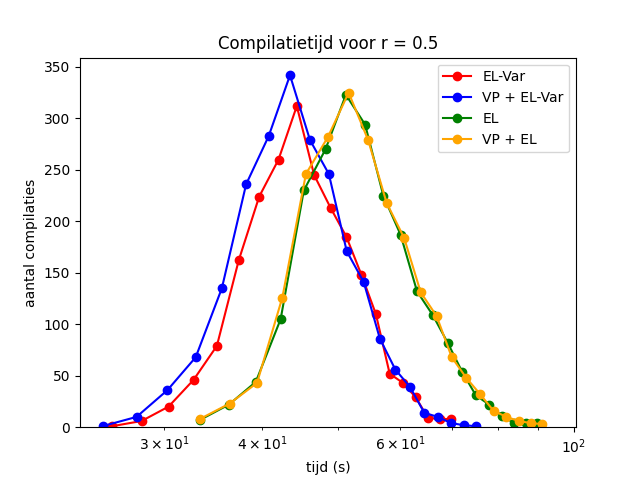 Compilatietijd voor r = 0.5
EL-Var
VP + EL-Var
EL
VP + EL
aantal compilaties
350
300
250
200
150
100
50
0
3 × 10¹ 4 × 10¹ 6 × 10¹ 10²
tijd (s)